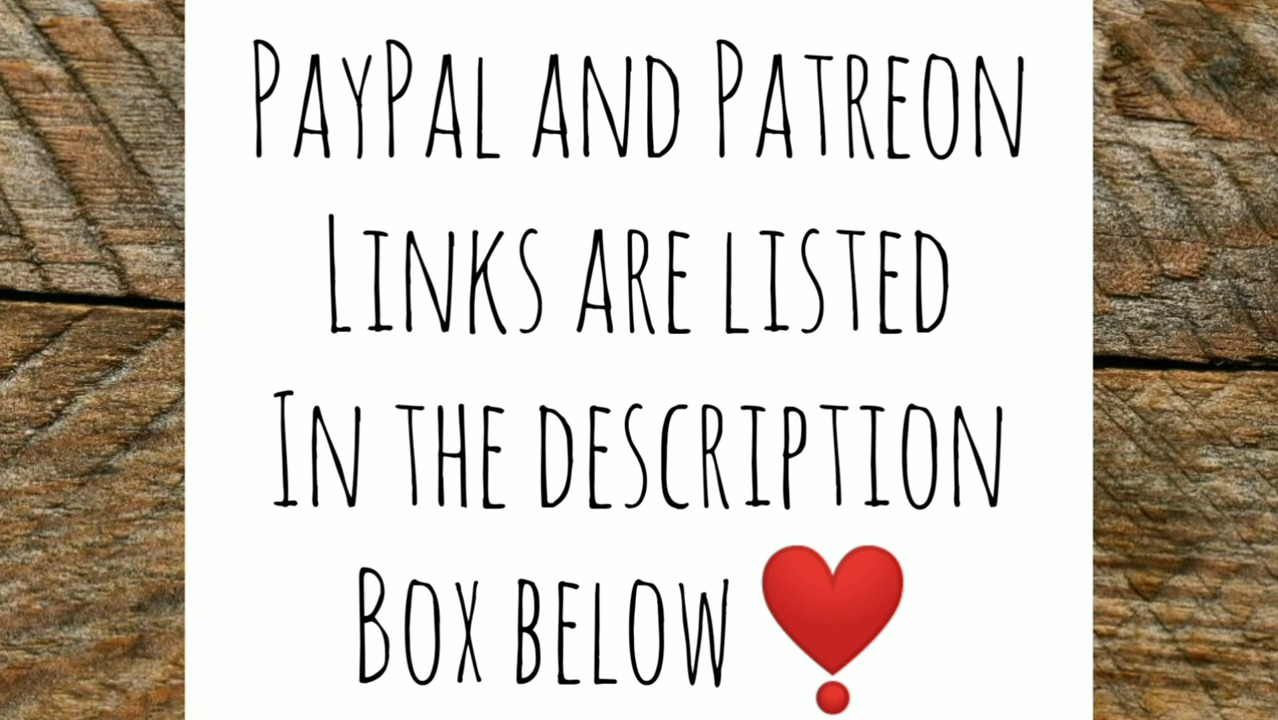 PayPal and Patreon
Links are listed
In the description
Box below ❣